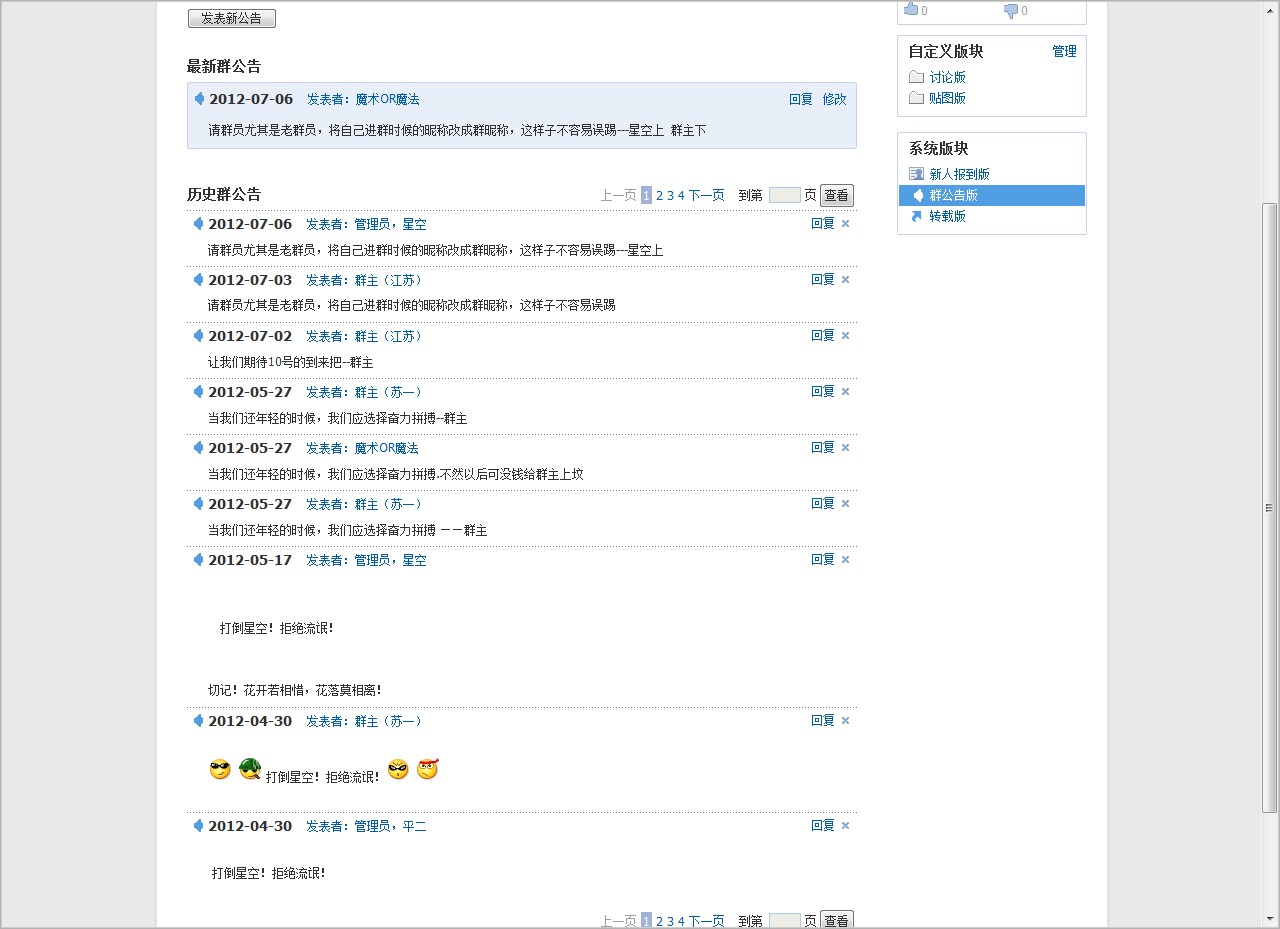 发表新公告
0 0
最新群公告
2012-07-06 发表者：魔术OR魔法 回复 修改
请群员尤其是老群员，将自己进群时候的昵称改成群昵称，这样子不容易误踢---星空上 群主下
历史群公告 上一页 1 2 3 4 下一页 到第 页 查看
2012-07-06 发表者：管理员，星空 回复 ×
请群员尤其是老群员，将自己进群时候的昵称改成群昵称，这样子不容易误踢---星空上
2012-07-03 发表者：群主（江苏） 回复 ×
请群员尤其是老群员，将自己进群时候的昵称改成群昵称，这样子不容易误踢
2012-07-02 发表者：群主（江苏） 回复 ×
让我们期待10号的到来把--群主
2012-05-27 发表者：群主（苏一） 回复 ×
当我们还年轻的时候，我们应选择奋力拼搏--群主
2012-05-27 发表者：魔术OR魔法 回复 ×
当我们还年轻的时候，我们应选择奋力拼搏.不然以后可没钱给群主上坟
2012-05-27 发表者：群主（苏一） 回复 ×
当我们还年轻的时候，我们应选择奋力拼搏 －－群主
2012-05-17 发表者：管理员，星空 回复 ×
打倒星空！拒绝流氓！
切记！花开若相惜，花落莫相离！
2012-04-30 发表者：群主（苏一） 回复 ×
打倒星空！拒绝流氓！
2012-04-30 发表者：管理员，平二 回复 ×
打倒星空！拒绝流氓！
上一页 1 2 3 4 下一页 到第 页 查看
自定义版块 管理
讨论版
贴图版
系统版块
新人报到版
群公告版
转载版